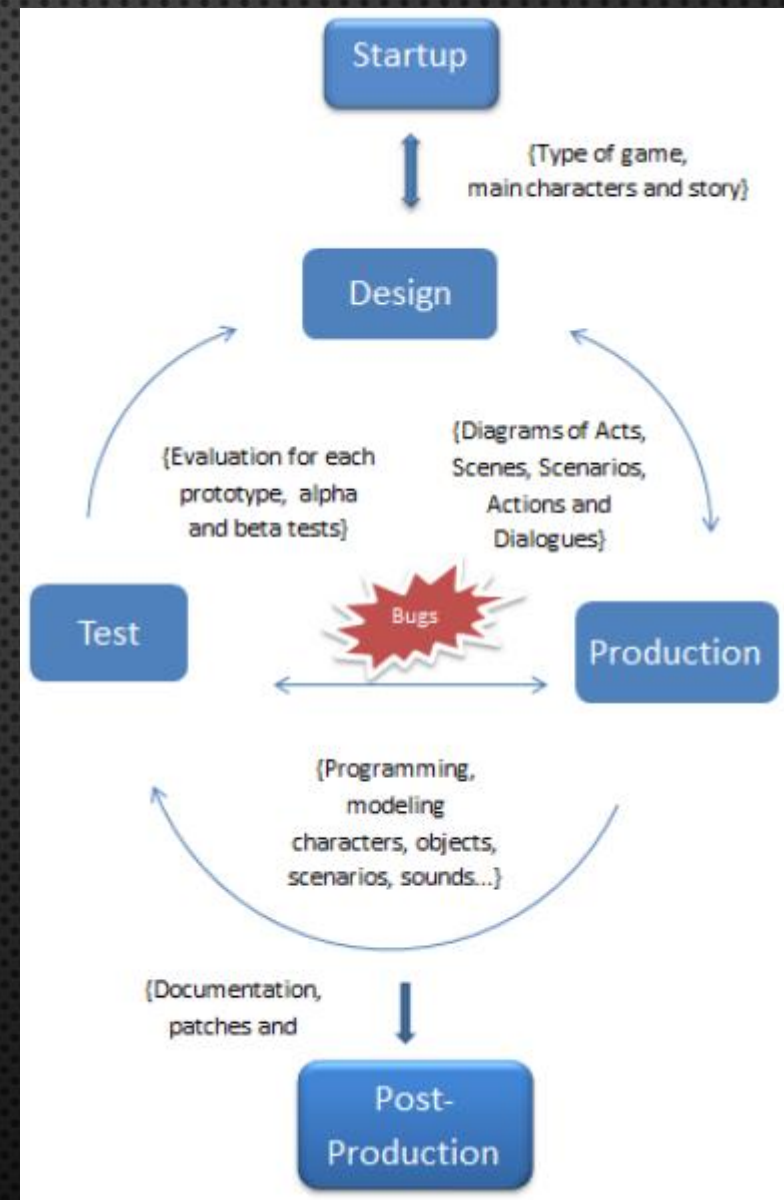 Startup
{Type of game,
main characters and story}
Design
{Evaluation for each
prototype, alpha
and beta tests}
{Diagrams of Acts,
Scenes, Scenarios,
Actions and
Dialogues}
Test
Bugs
Production
{Programming,
modeling
characters, objects,
scenarios, sounds...}
{Documentation,
patches and
Post-
Production